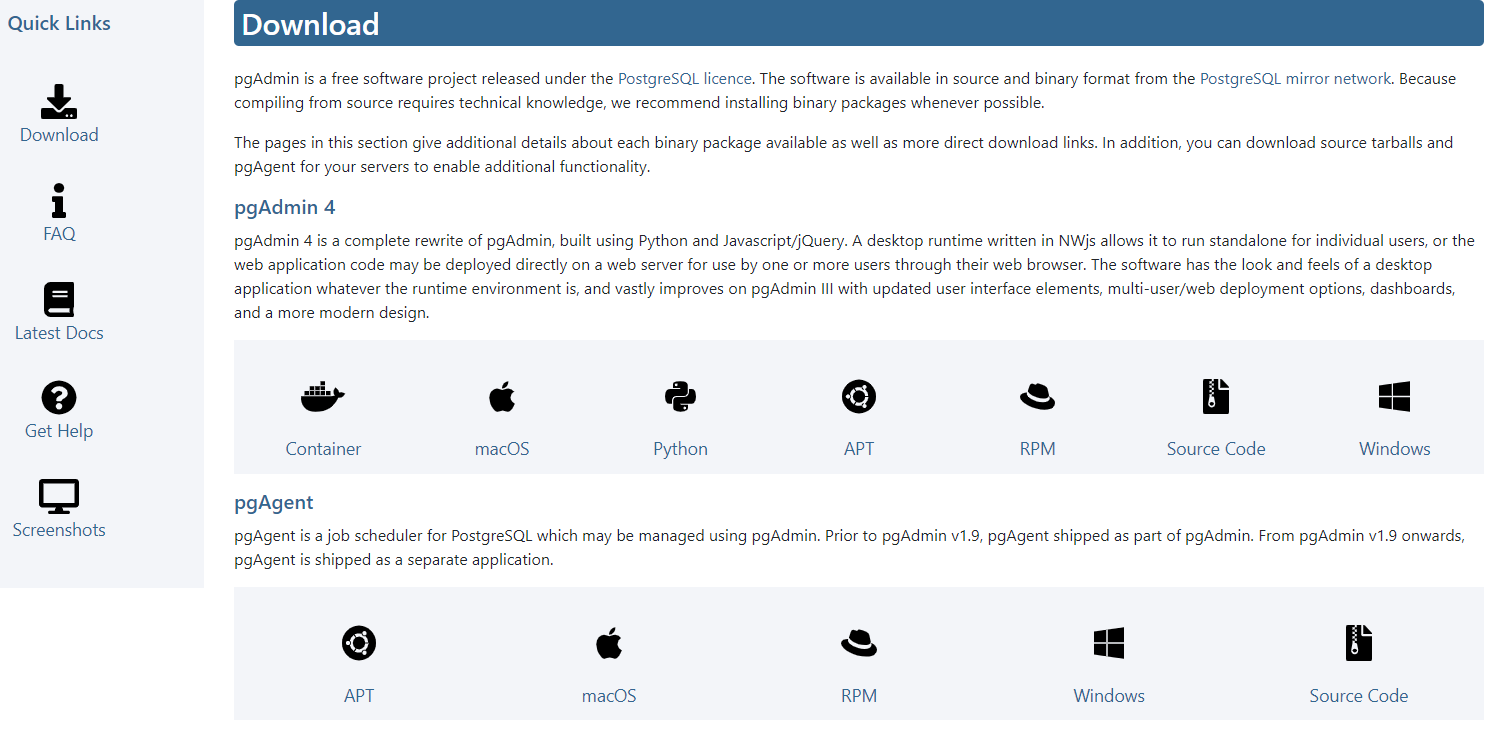 Quick Links
Download
FAQ
Latest Docs
Get Help
Screenshots
Download
pgAdmin is a free software project released under the PostgreSQL licence. The software is available in source and binary format from the PostgreSQL mirror network. Because
compiling from source requires technical knowledge, we recommend installing binary packages whenever possible.
The pages in this section give additional details about each binary package available as well as more direct download links. In addition, you can download source tarballs and
pgAgent for your servers to enable additional functionality.
pgAdmin 4
pgAdmin 4 is a complete rewrite of pgAdmin, built using Python and Javascript/jQuery. A desktop runtime written in NWjs allows it to run standalone for individual users, or the
web application code may be deployed directly on a web server for use by one or more users through their web browser. The software has the look and feels of a desktop
application whatever the runtime environment is, and vastly improves on pgAdmin III with updated user interface elements, multi-user/web deployment options, dashboards,
and a more modern design.
Container macOS Python APT RPM Source Code Windows
pgAgent
pgAgent is a job scheduler for PostgreSQL which may be managed using pgAdmin. Prior to pgAdmin v1.9, pgAgent shipped as part of pgAdmin. From pgAdmin v1.9 onwards,
pgAgent is shipped as a separate application.
APT macOS RPM Windows Source Code